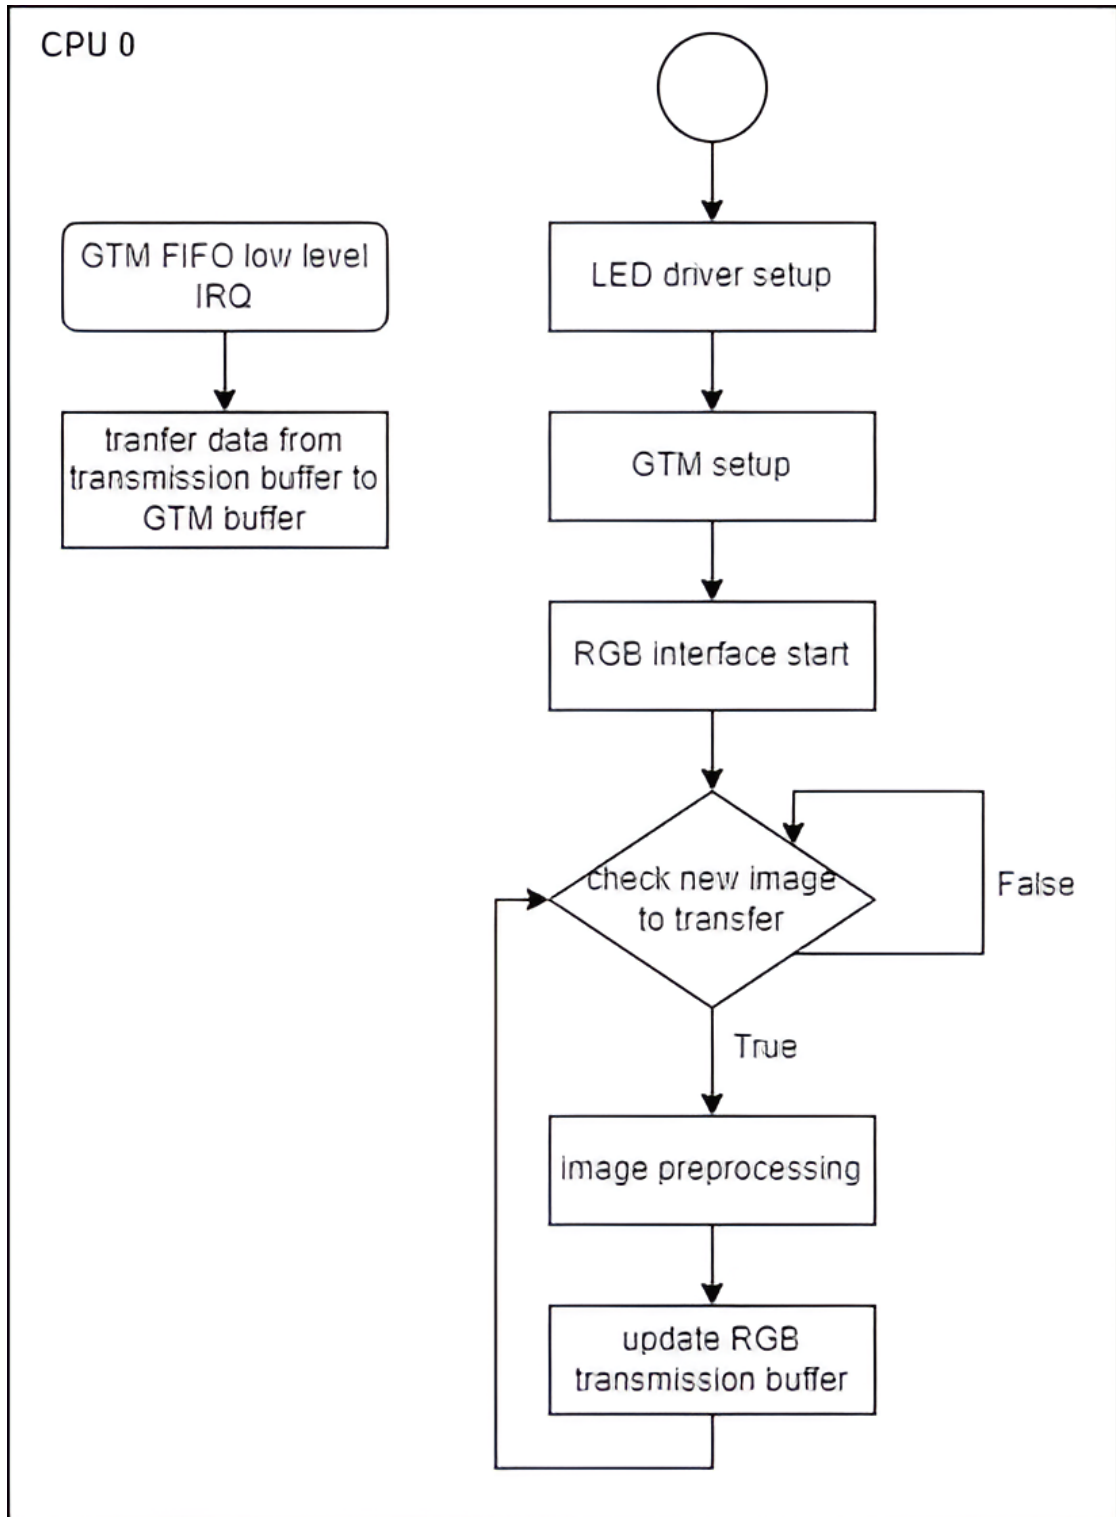 CPU 0
GTM FIFO low level
IRQ
tranfer data from
transmission buffer to
GTM buffer
LED driver setup
GTM setup
RGB interface start
check new image
to transfer
False
True
image preprocessing
update RGB
transmission buffer